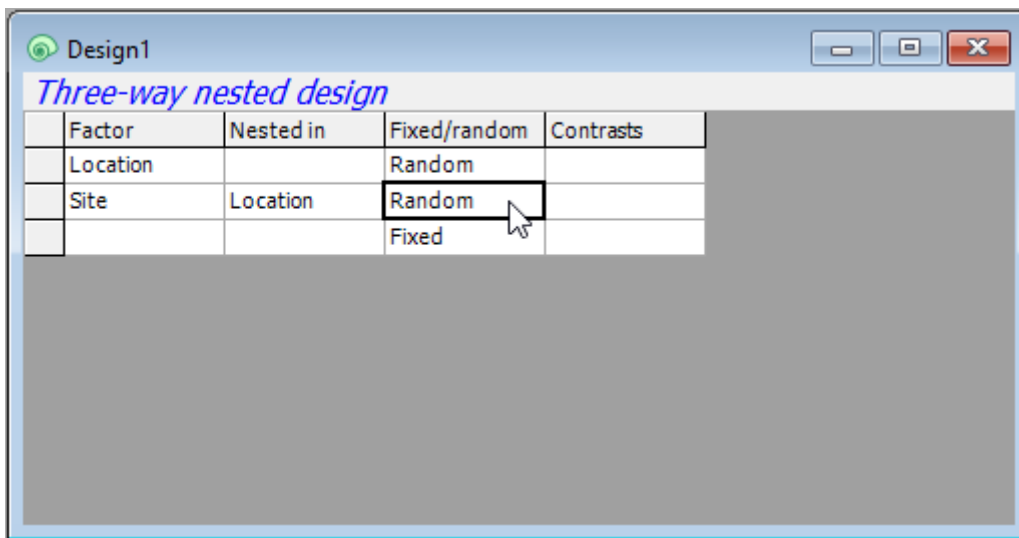 Design1
Three-way nested design
Factor Nested in Fixed/random Contrasts
Location Random
Site Location Random
Fixed